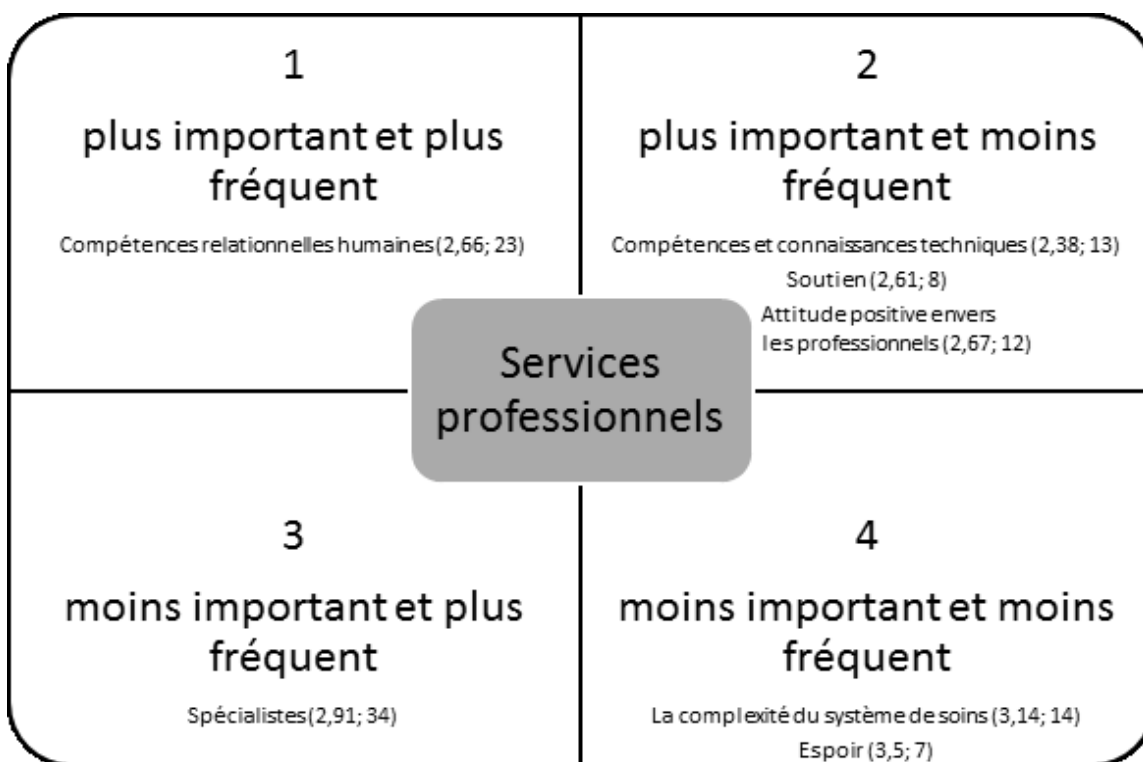 1
plus important et plus
fréquent
Compétences relationnelles humaines (2,66; 23)
2
plus important et moins
fréquent
Compétences et connaissances techniques (2,38; 13)
Soutien (2,61; 8)
Attitude positive envers
les professionnels (2,67; 12)
Services
professionnels
3
moins important et plus
fréquent
Spécialistes (2,91; 34)
4
moins important et moins
fréquent
La complexité du système de soins (3,14; 14)
Espoir (3,5; 7)